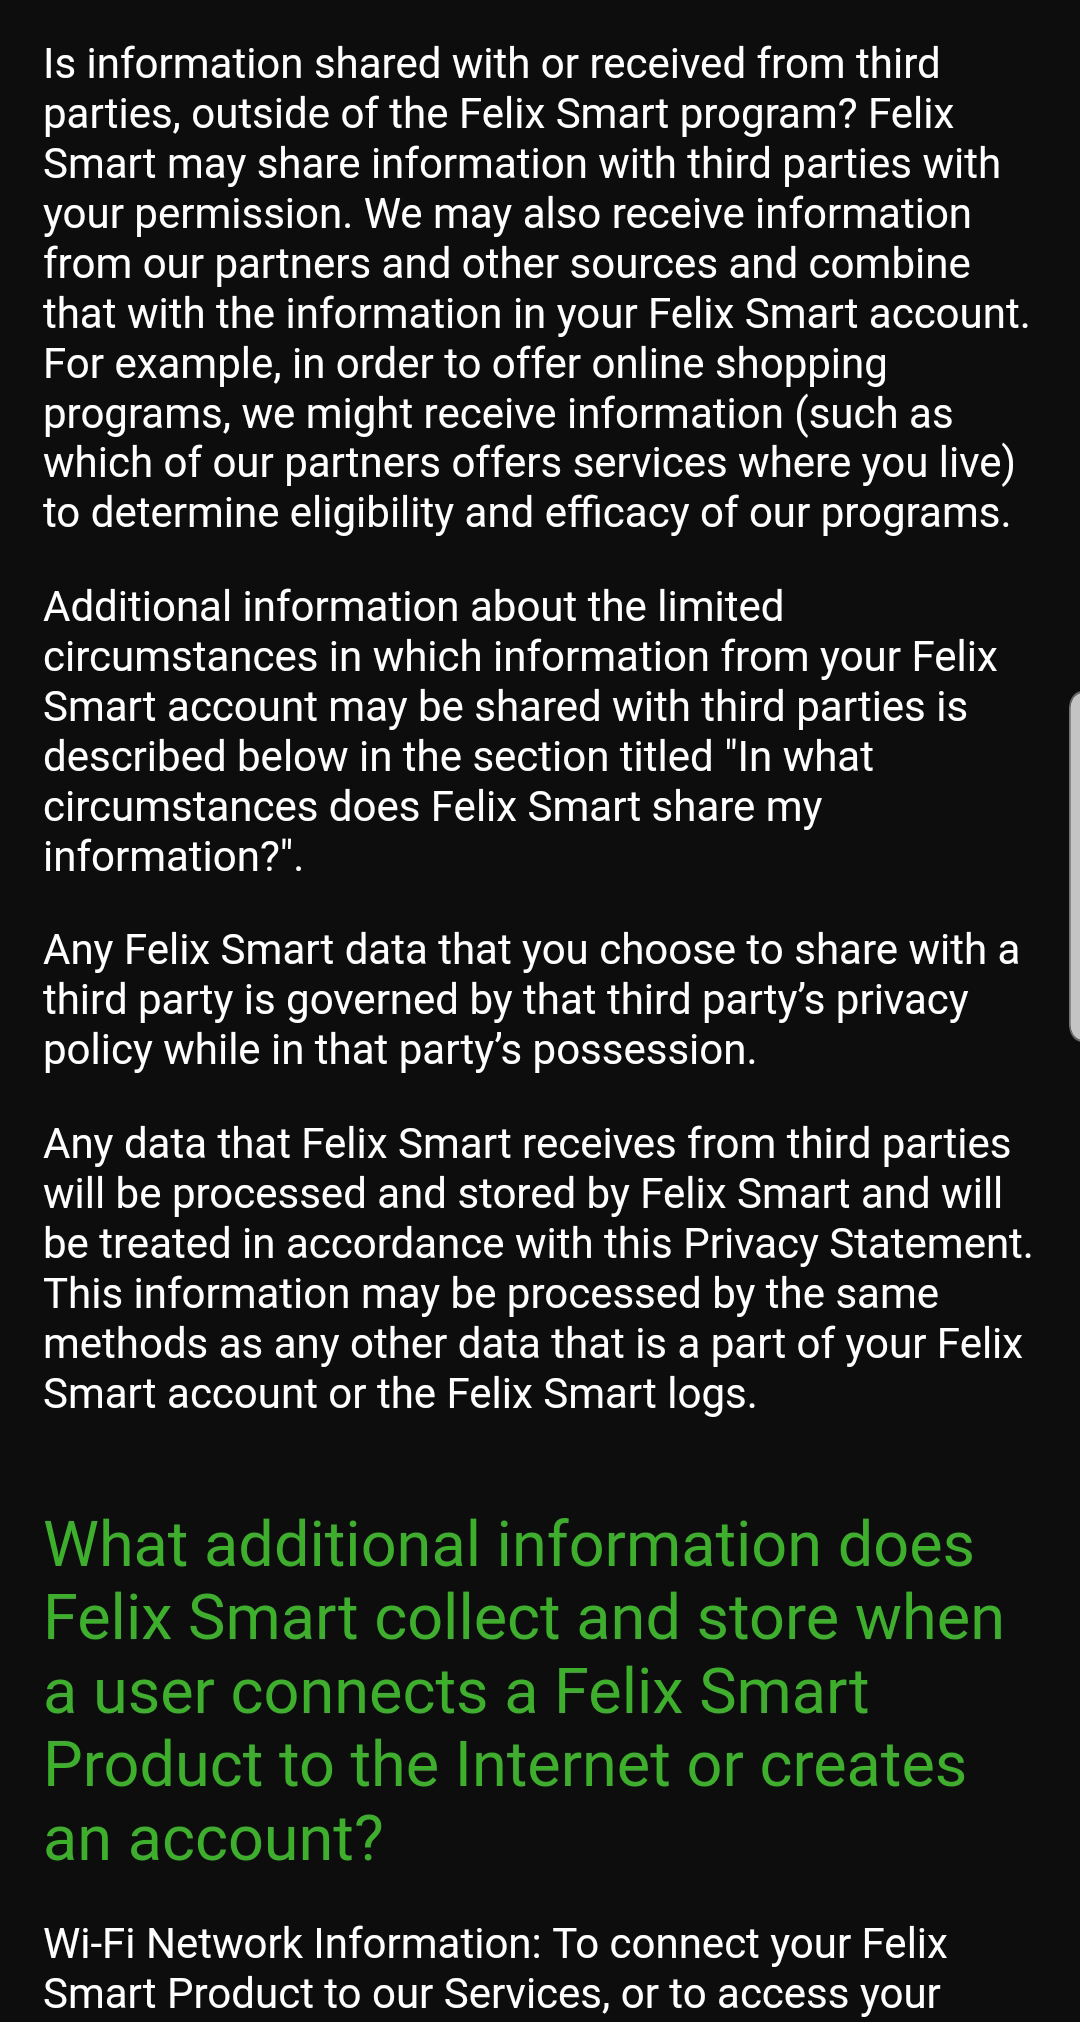 Is information shared with or received from third
parties, outside of the Felix Smart program? Felix
Smart may share information with third parties with
your permission. We may also receive information
from our partners and other sources and combine
that with the information in your Felix Smart account.
For example, in order to offer online shopping
programs, we might receive information (such as
which of our partners offers services where you live)
to determine eligibility and efficacy of our programs.
Additional information about the limited
circumstances in which information from your Felix
Smart account may be shared with third parties is
described below in the section titled "In what
circumstances does Felix Smart share my
information?".
Any Felix Smart data that you choose to share with a
third party is governed by that third party’s privacy
policy while in that party’s possession.
Any data that Felix Smart receives from third parties
will be processed and stored by Felix Smart and will
be treated in accordance with this Privacy Statement.
This information may be processed by the same
methods as any other data that is a part of your Felix
Smart account or the Felix Smart logs.
What additional information does
Felix Smart collect and store when
a user connects a Felix Smart
Product to the Internet or creates
an account?
Wi-Fi Network Information: To connect your Felix
Smart Product to our Services, or to access your